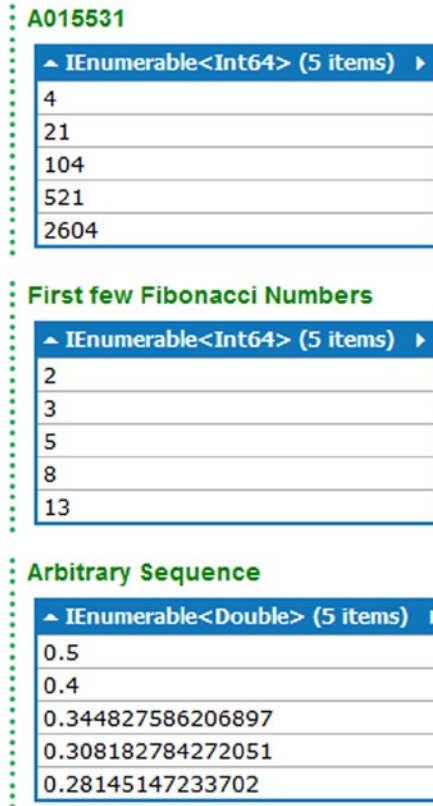 A015531
IEnumerable<Int64> (5 items)
4
21
104
521
2604
First few Fibonacci Numbers
IEnumerable<Int64> (5 items)
2
3
5
8
13
Arbitrary Sequence
IEnumerable<Double> (5 items)
0.5
0.4
0.344827586206897
0.308182784272051
0.28145147233702